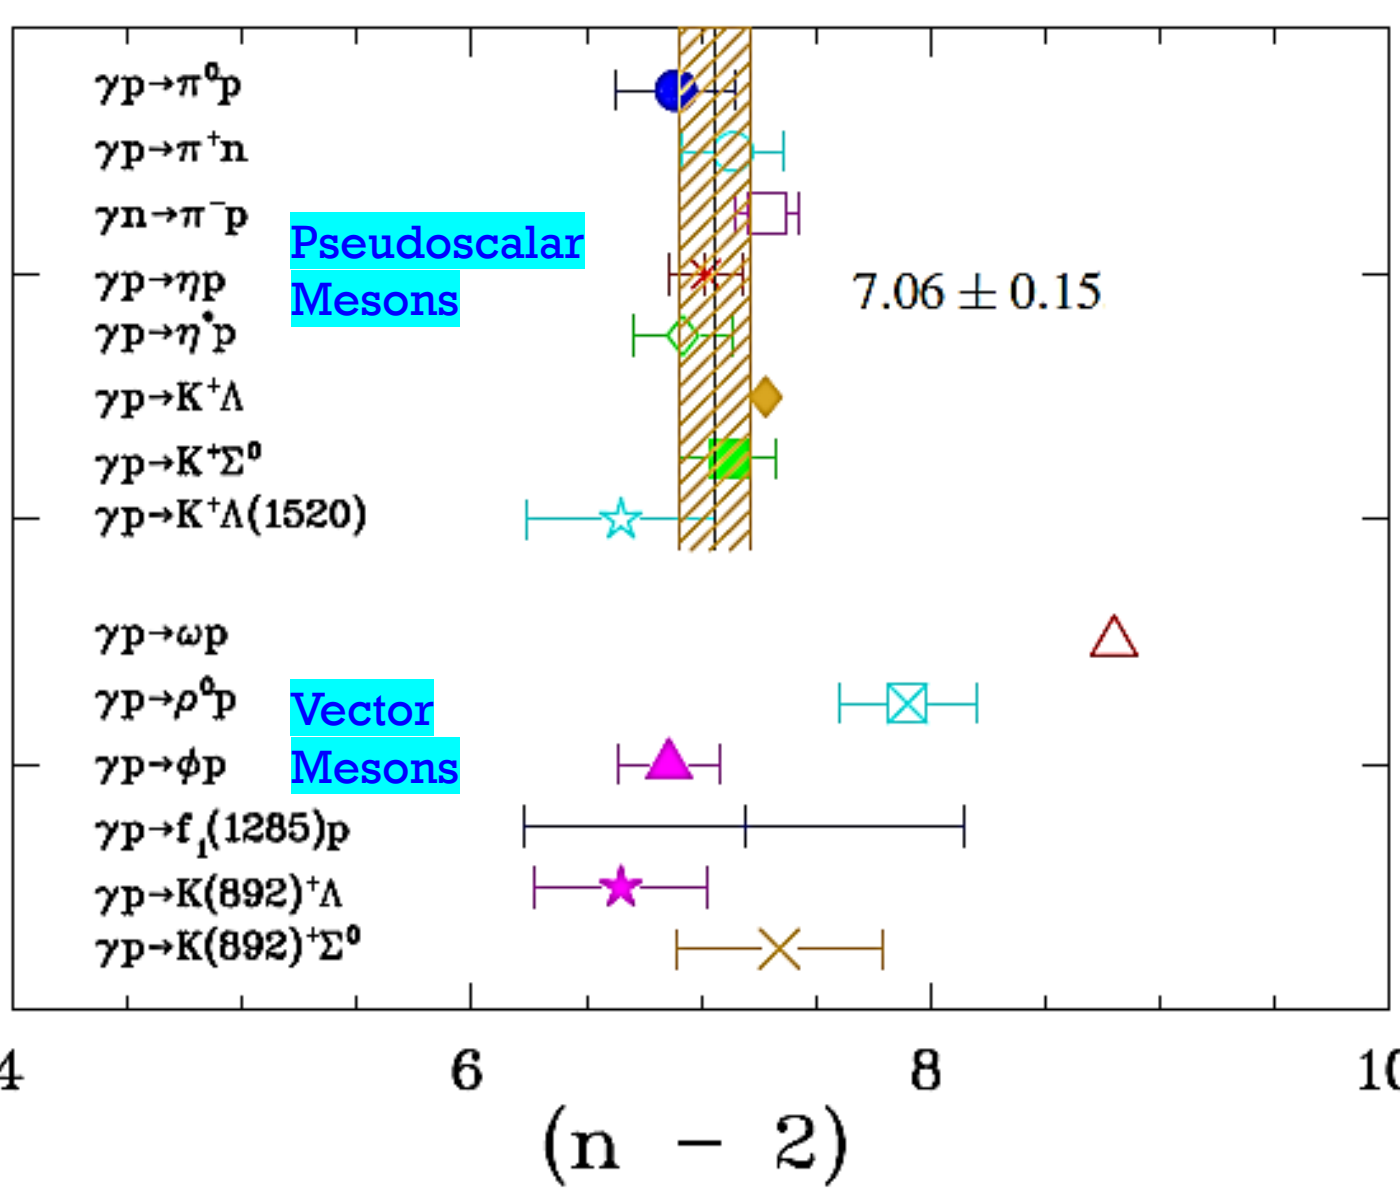 γp→π⁰p
γp→π⁺n
γn→π⁻p
Pseudoscalar
Mesons
γp→ηp
7.06 ± 0.15
γp→η*p
γp→K⁺Λ
γp→K⁺Σ⁰
γp→K⁺Λ(1520)
γp→ωp
γp→ρ⁰p
Vector
Mesons
γp→ϕp
γp→f₁(1285)p
γp→K(892)⁺Λ
γp→K(892)⁺Σ⁰
4 6 8 10
(n - 2)